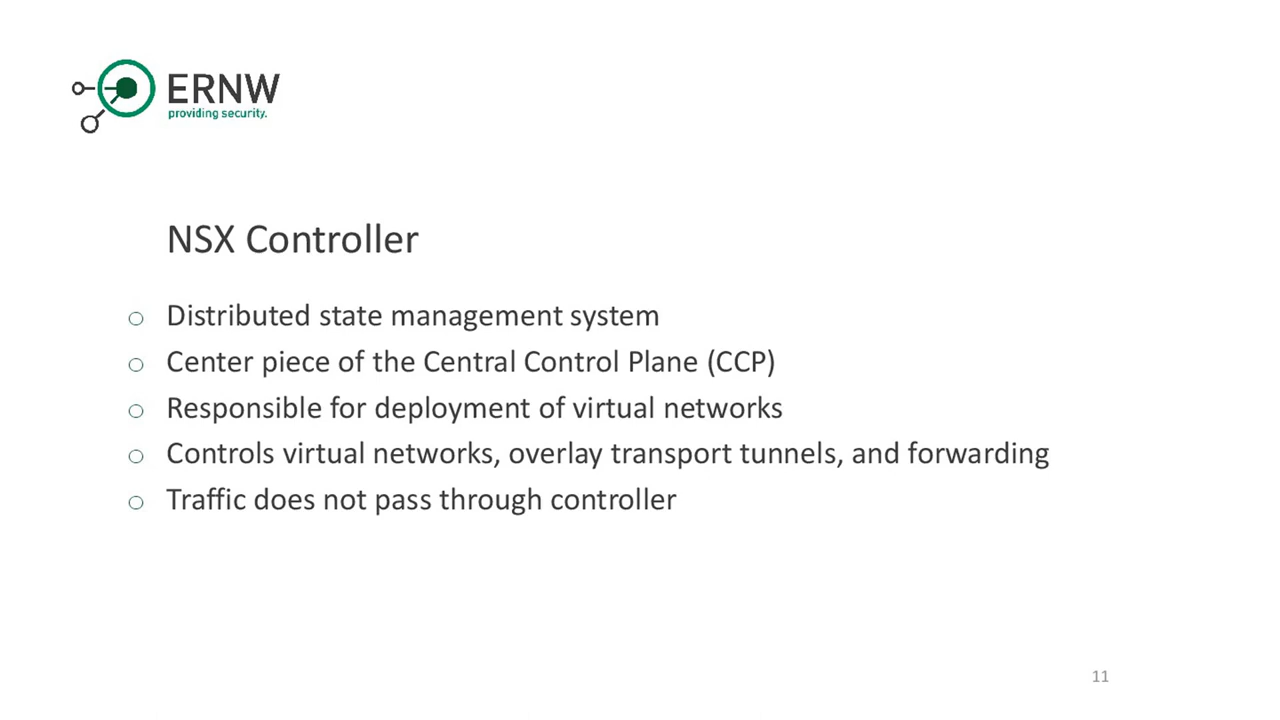 ERNW
providing security.
NSX Controller
Distributed state management system
Center piece of the Central Control Plane (CCP)
Responsible for deployment of virtual networks
Controls virtual networks, overlay transport tunnels, and forwarding
Traffic does not pass through controller
11